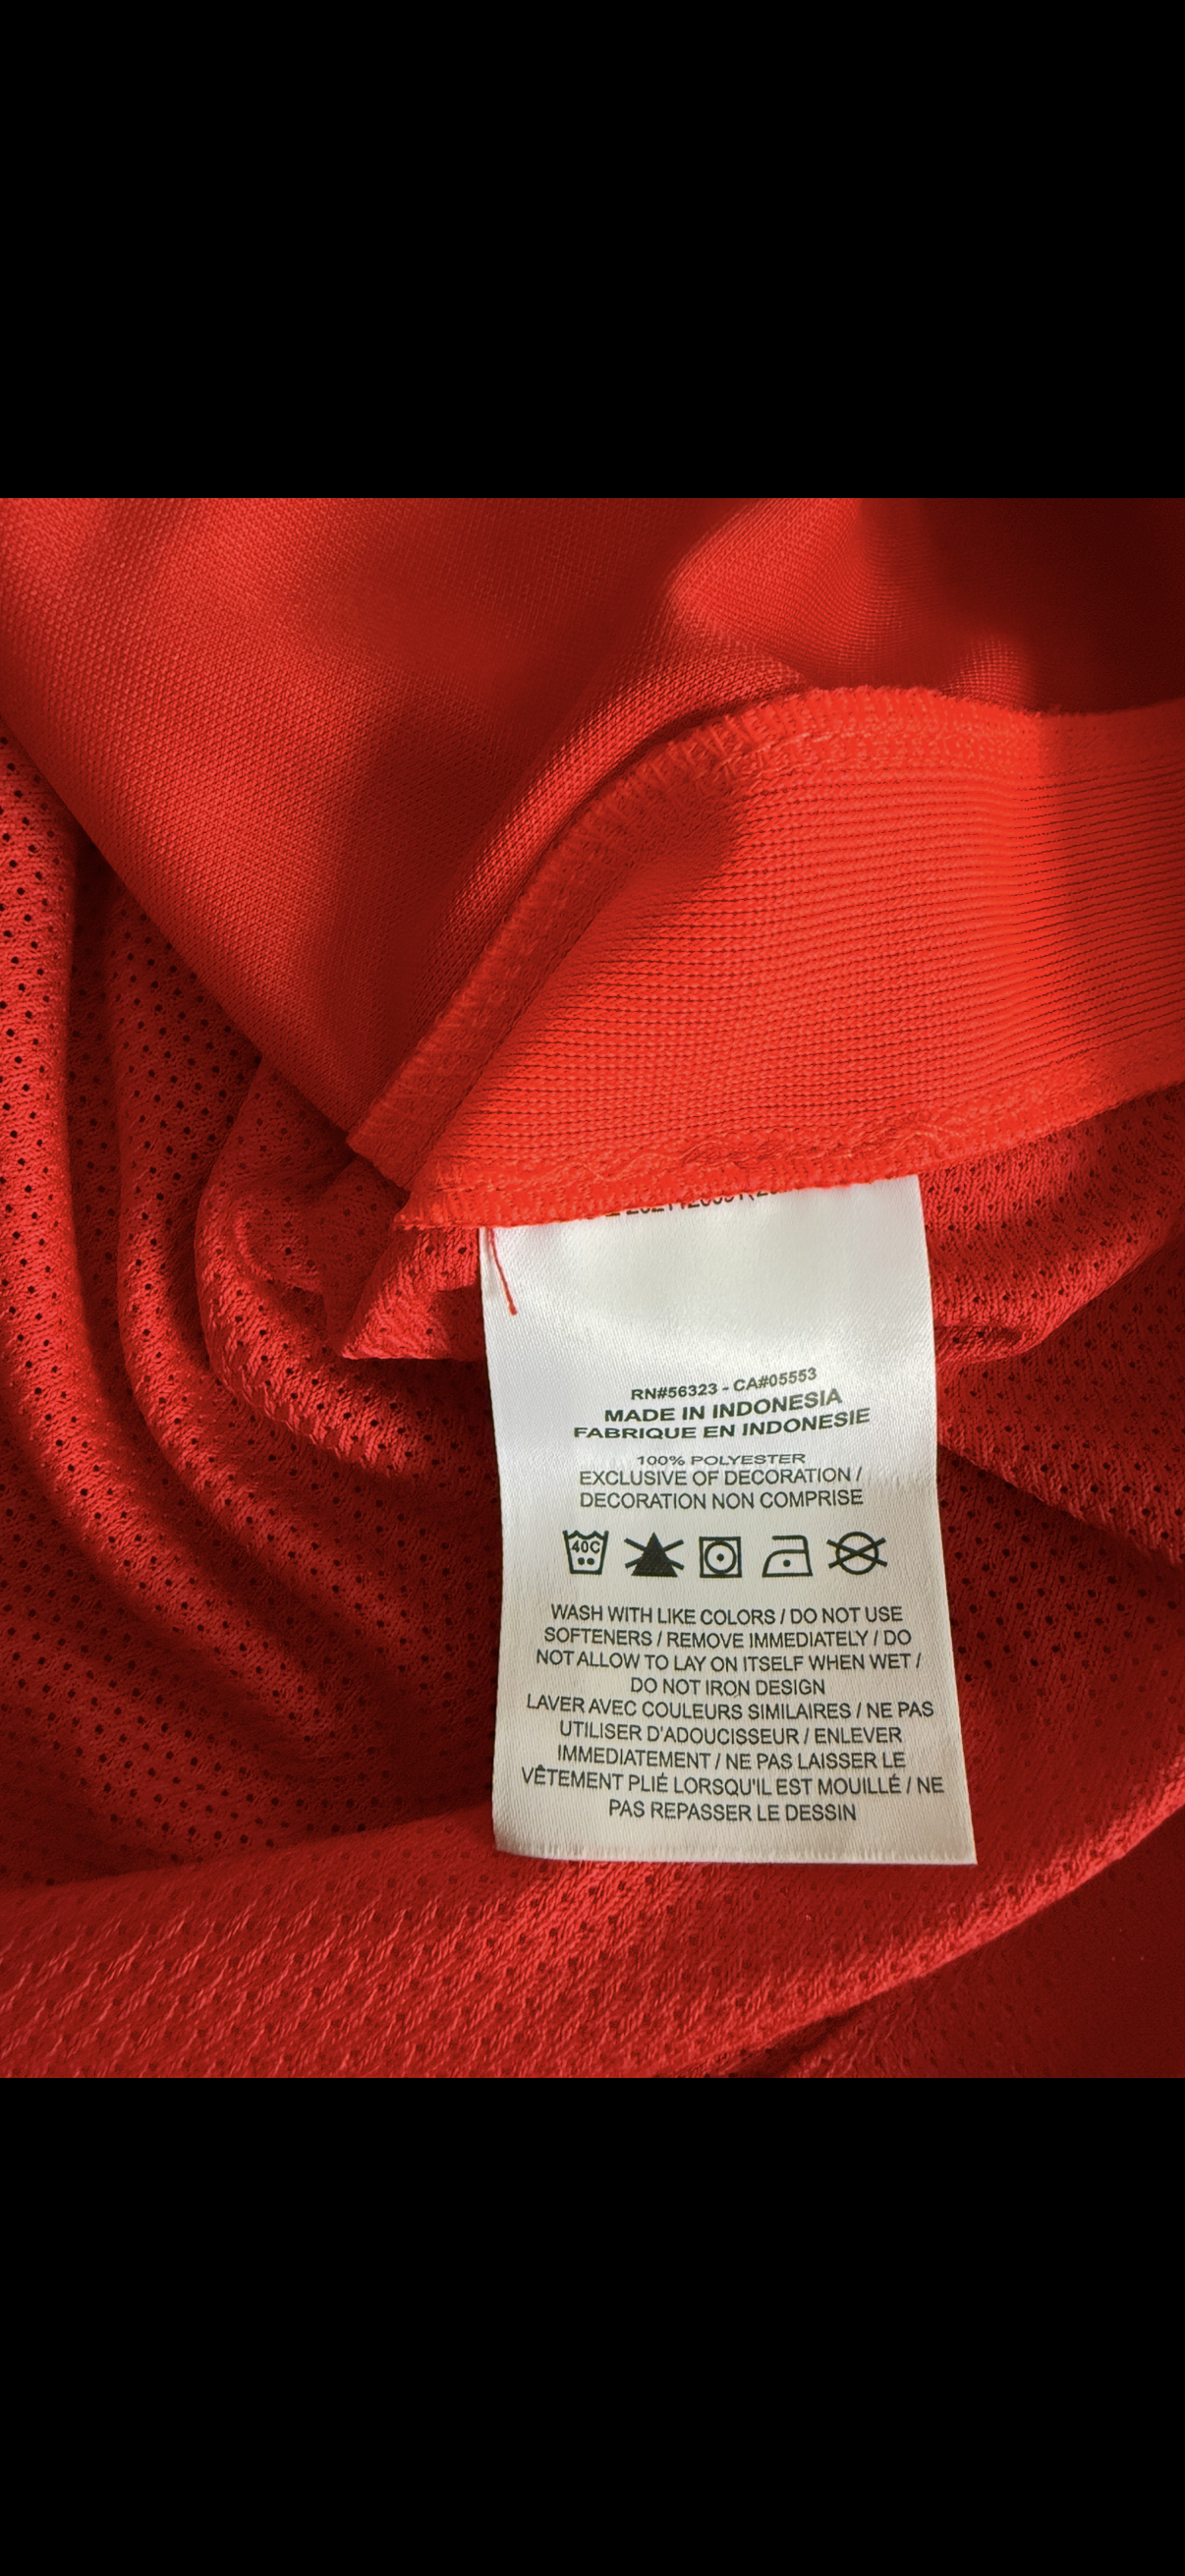 RN#56323 - CA#05553
MADE IN INDONESIA
FABRIQUE EN INDONESIE
100% POLYESTER
EXCLUSIVE OF DECORATION /
DECORATION NON COMPRISE
40C
WASH WITH LIKE COLORS / DO NOT USE
SOFTENERS / REMOVE IMMEDIATELY / DO
NOT ALLOW TO LAY ON ITSELF WHEN WET /
DO NOT IRON DESIGN
LAVER AVEC COULEURS SIMILAIRES / NE PAS
UTILISER D'ADOUCISSEUR / ENLEVER
IMMEDIATEMENT / NE PAS LAISSER LE
VÊTEMENT PLIÉ LORSQU'IL EST MOUILLÉ / NE
PAS REPASSER LE DESSIN